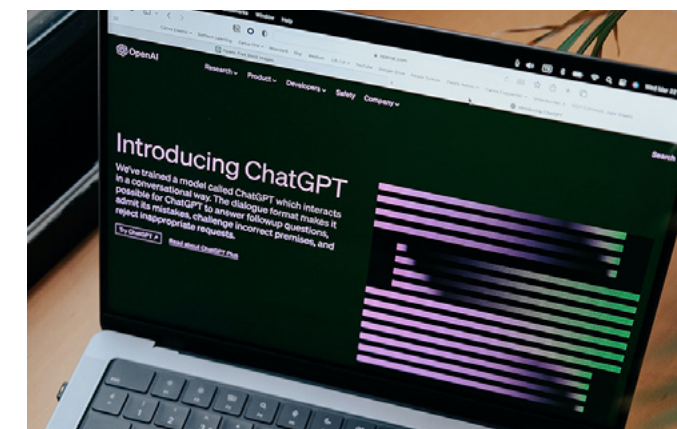 Window Help
OpenAI
Research Product Developers Safety Company
Search
Introducing ChatGPT
We've trained a model called ChatGPT which interacts
in a conversational way. The dialogue format makes it
possible for ChatGPT to answer followup questions,
admit its mistakes, challenge incorrect premises, and
reject inappropriate requests.
Try ChatGPT ↗
Read about ChatGPT Plus